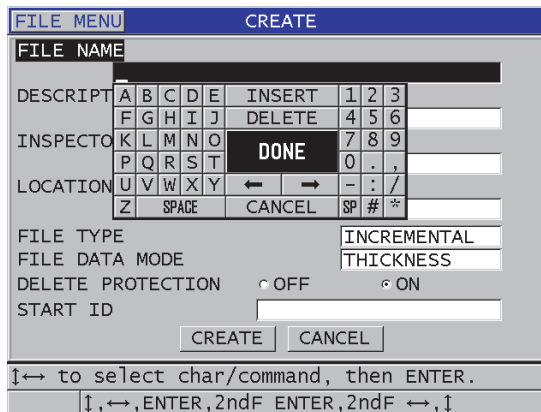 FILE MENU CREATE
FILE NAME
DESCRIPT
INSPECTO
LOCATION
A B C D E INSERT 1 2 3
F G H I J DELETE 4 5 6
K L M N O DONE 7 8 9
P Q R S T 0 . ,
U V W X Y ← → - : /
Z SPACE CANCEL SP # *
FILE TYPE INCREMENTAL
FILE DATA MODE THICKNESS
DELETE PROTECTION OFF ON
START ID
CREATE CANCEL
↕↔ to select char/command, then ENTER.
↕,↔,ENTER,2ndF ENTER,2ndF ↔,↕